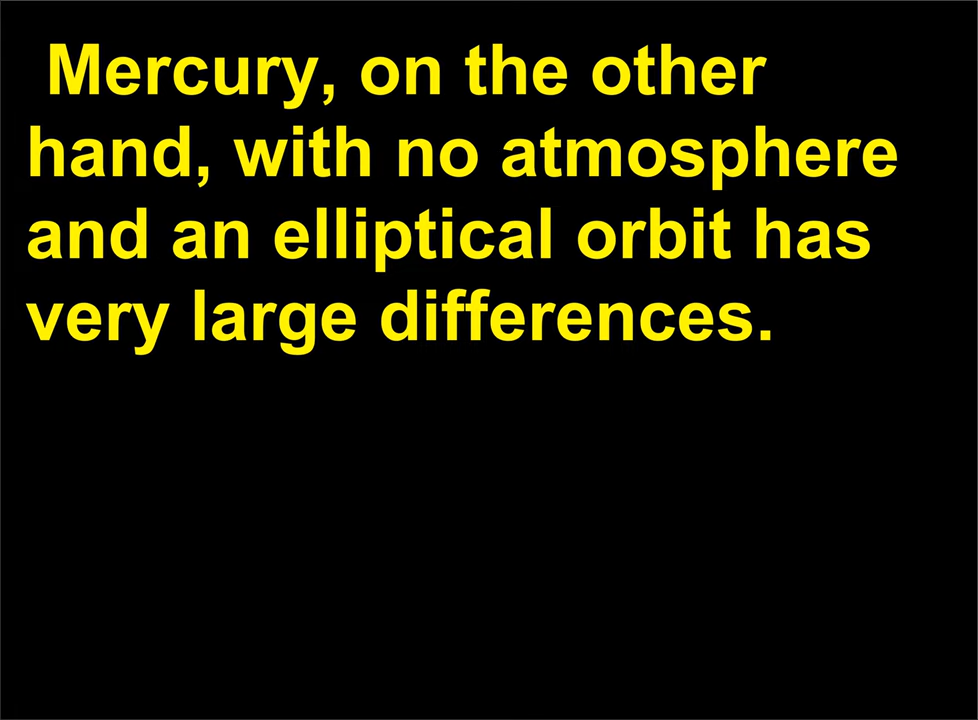 Mercury, on the other
hand, with no atmosphere
and an elliptical orbit has
very large differences.